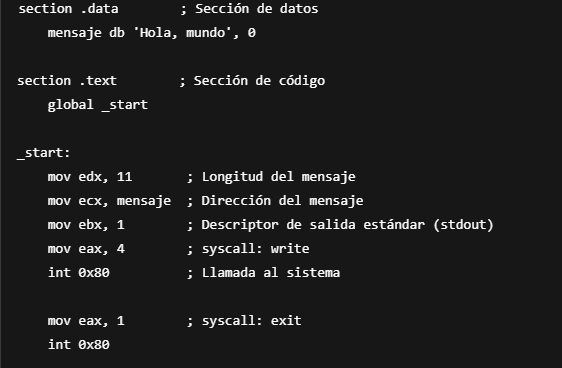 section .data        ; Sección de datos
    mensaje db 'Hola, mundo', 0

section .text        ; Sección de código
    global _start

_start:
    mov edx, 11       ; Longitud del mensaje
    mov ecx, mensaje  ; Dirección del mensaje
    mov ebx, 1        ; Descriptor de salida estándar (stdout)
    mov eax, 4        ; syscall: write
    int 0x80          ; Llamada al sistema

    mov eax, 1        ; syscall: exit
    int 0x80